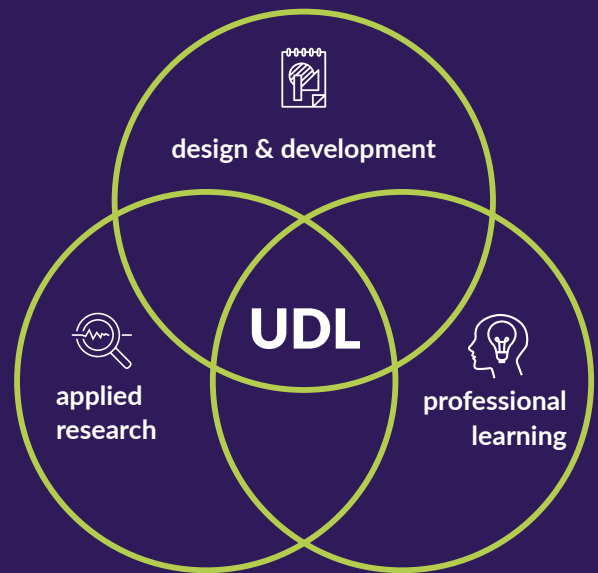 design & development
UDL
applied
research
professional
learning